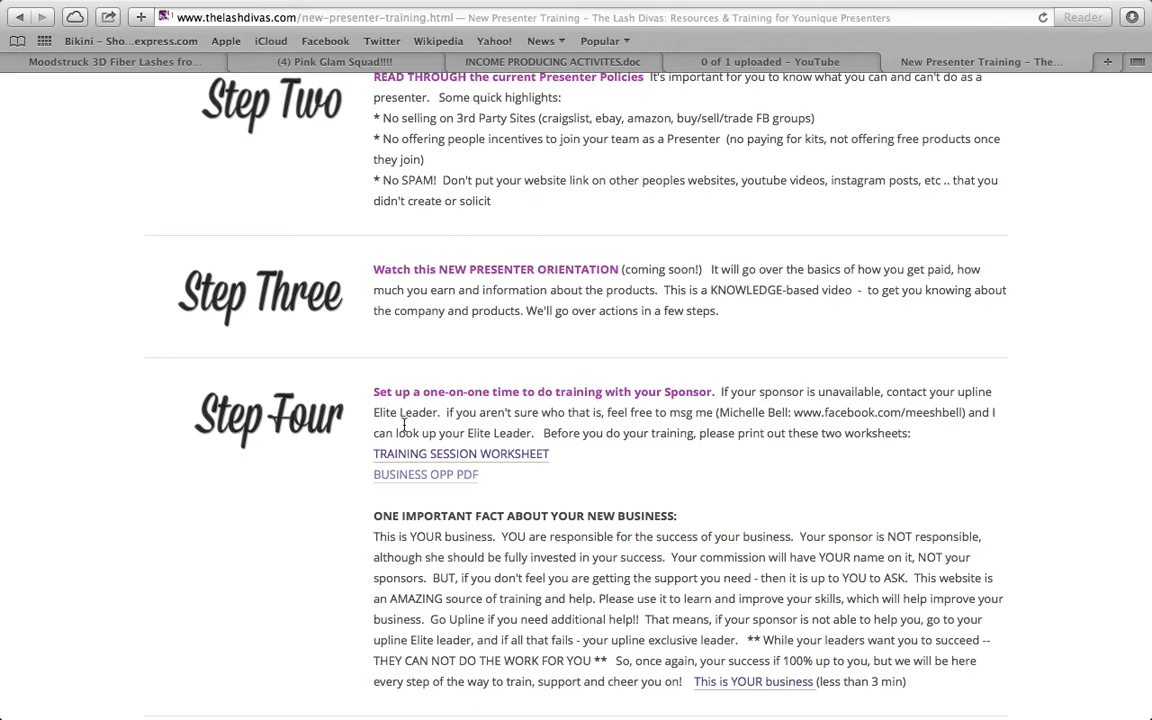 www.thelashdivas.com/new-presenter-training.html — New Presenter Training – The Lash Divas: Resources & Training for Younique Presenters
Reader
Bikini – Sho...express.com Apple iCloud Facebook Twitter Wikipedia Yahoo! News Popular
Moodstruck 3D Fiber Lashes fro... (4) Pink Glam Squad!!!! INCOME PRODUCING ACTIVITES.doc 0 of 1 uploaded – YouTube New Presenter Training – The...
Step Two
READ THROUGH the current Presenter Policies It's important for you to know what you can and can't do as a
presenter. Some quick highlights:
* No selling on 3rd Party Sites (craigslist, ebay, amazon, buy/sell/trade FB groups)
* No offering people incentives to join your team as a Presenter (no paying for kits, not offering free products once
they join)
* No SPAM! Don't put your website link on other peoples websites, youtube videos, instagram posts, etc .. that you
didn't create or solicit
Step Three
Watch this NEW PRESENTER ORIENTATION (coming soon!) It will go over the basics of how you get paid, how
much you earn and information about the products. This is a KNOWLEDGE-based video - to get you knowing about
the company and products. We'll go over actions in a few steps.
Step Four
Set up a one-on-one time to do training with your Sponsor. If your sponsor is unavailable, contact your upline
Elite Leader. if you aren't sure who that is, feel free to msg me (Michelle Bell: www.facebook.com/meeshbell) and I
can look up your Elite Leader. Before you do your training, please print out these two worksheets:
TRAINING SESSION WORKSHEET
BUSINESS OPP PDF
ONE IMPORTANT FACT ABOUT YOUR NEW BUSINESS:
This is YOUR business. YOU are responsible for the success of your business. Your sponsor is NOT responsible,
although she should be fully invested in your success. Your commission will have YOUR name on it, NOT your
sponsors. BUT, if you don't feel you are getting the support you need - then it is up to YOU to ASK. This website is
an AMAZING source of training and help. Please use it to learn and improve your skills, which will help improve your
business. Go Upline if you need additional help!! That means, if your sponsor is not able to help you, go to your
upline Elite leader, and if all that fails - your upline exclusive leader. ** While your leaders want you to succeed --
THEY CAN NOT DO THE WORK FOR YOU ** So, once again, your success if 100% up to you, but we will be here
every step of the way to train, support and cheer you on! This is YOUR business (less than 3 min)